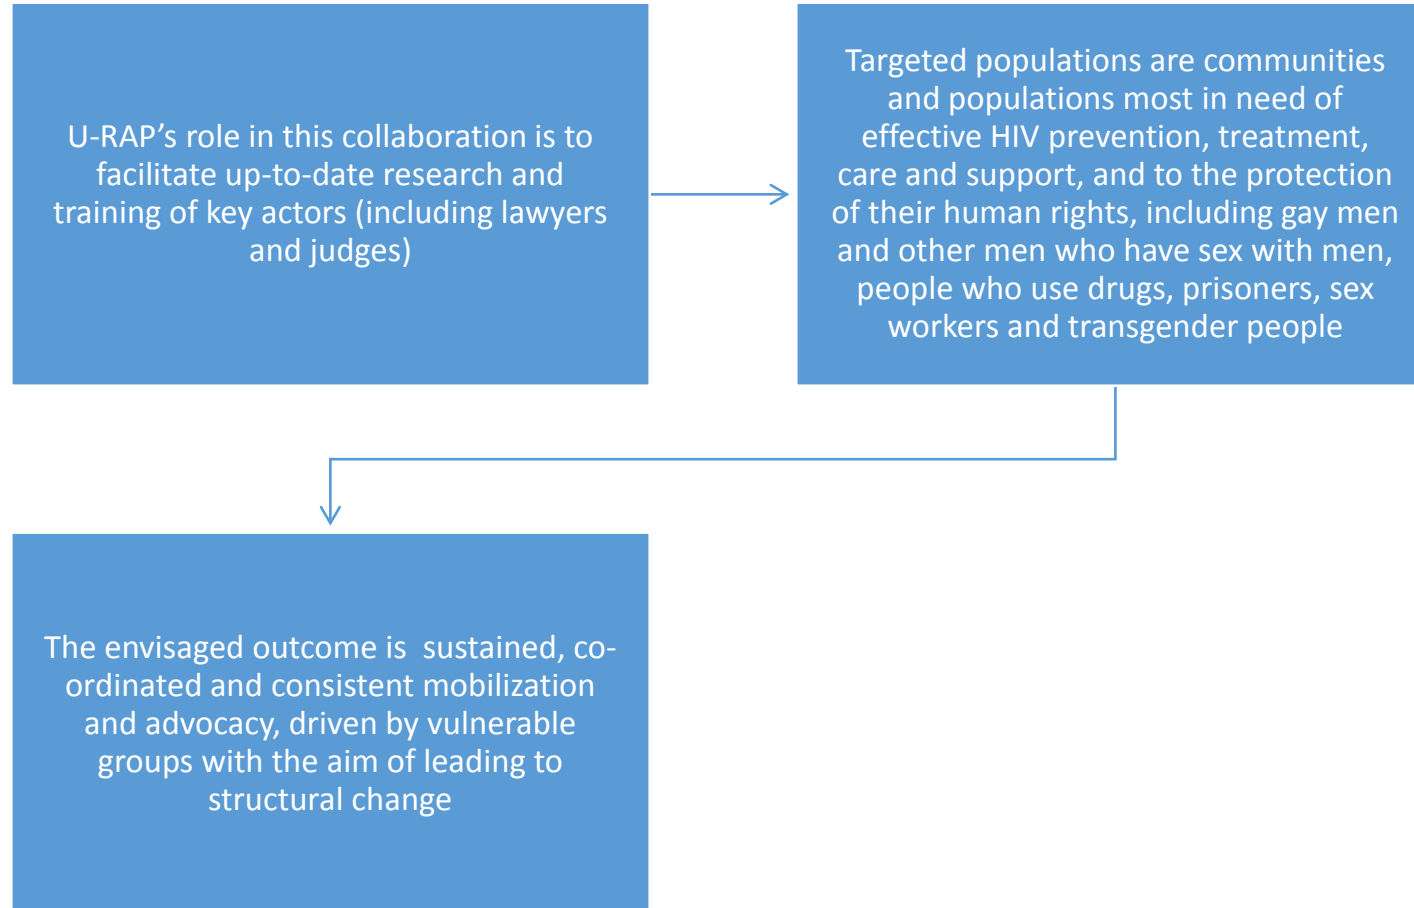 U-RAP’s role in this collaboration is to
facilitate up-to-date research and
training of key actors (including lawyers
and judges)
Targeted populations are communities
and populations most in need of
effective HIV prevention, treatment,
care and support, and to the protection
of their human rights, including gay men
and other men who have sex with men,
people who use drugs, prisoners, sex
workers and transgender people
The envisaged outcome is  sustained, co-
ordinated and consistent mobilization
and advocacy, driven by vulnerable
groups with the aim of leading to
structural change